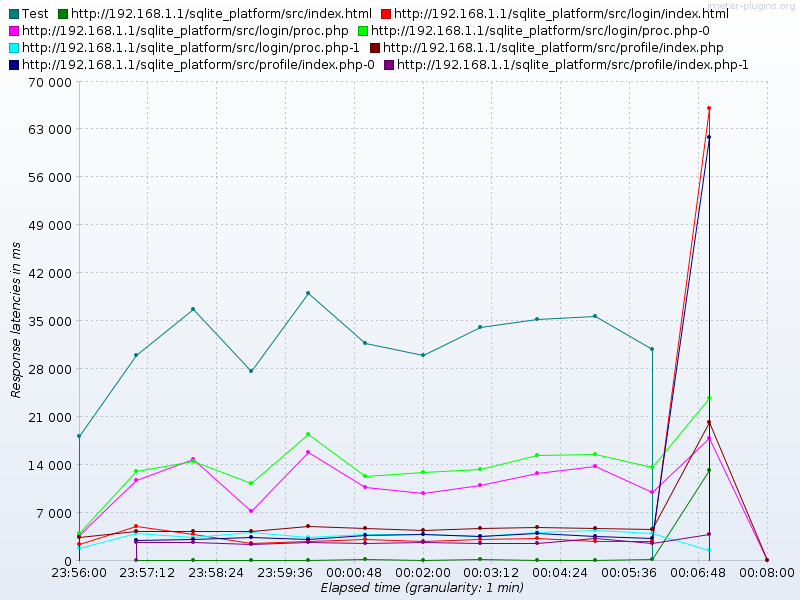 jmeter-plugins.org
Test http://192.168.1.1/sqlite_platform/src/index.html http://192.168.1.1/sqlite_platform/src/login/index.html
http://192.168.1.1/sqlite_platform/src/login/proc.php http://192.168.1.1/sqlite_platform/src/login/proc.php-0
http://192.168.1.1/sqlite_platform/src/login/proc.php-1 http://192.168.1.1/sqlite_platform/src/profile/index.php
http://192.168.1.1/sqlite_platform/src/profile/index.php-0 http://192.168.1.1/sqlite_platform/src/profile/index.php-1
70 000
63 000
56 000
49 000
42 000
35 000
28 000
21 000
14 000
7 000
0
Response latencies in ms
23:56:00 23:57:12 23:58:24 23:59:36 00:00:48 00:02:00 00:03:12 00:04:24 00:05:36 00:06:48 00:08:00
Elapsed time (granularity: 1 min)